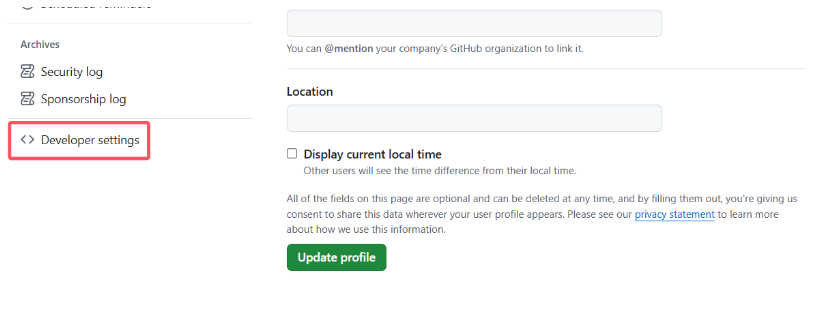 You can @mention your company's GitHub organization to link it.
Archives
Security log
Sponsorship log
Developer settings
Location
Display current local time
Other users will see the time difference from their local time.
All of the fields on this page are optional and can be deleted at any time, and by filling them out, you're giving us
consent to share this data wherever your user profile appears. Please see our privacy statement to learn more
about how we use this information.
Update profile